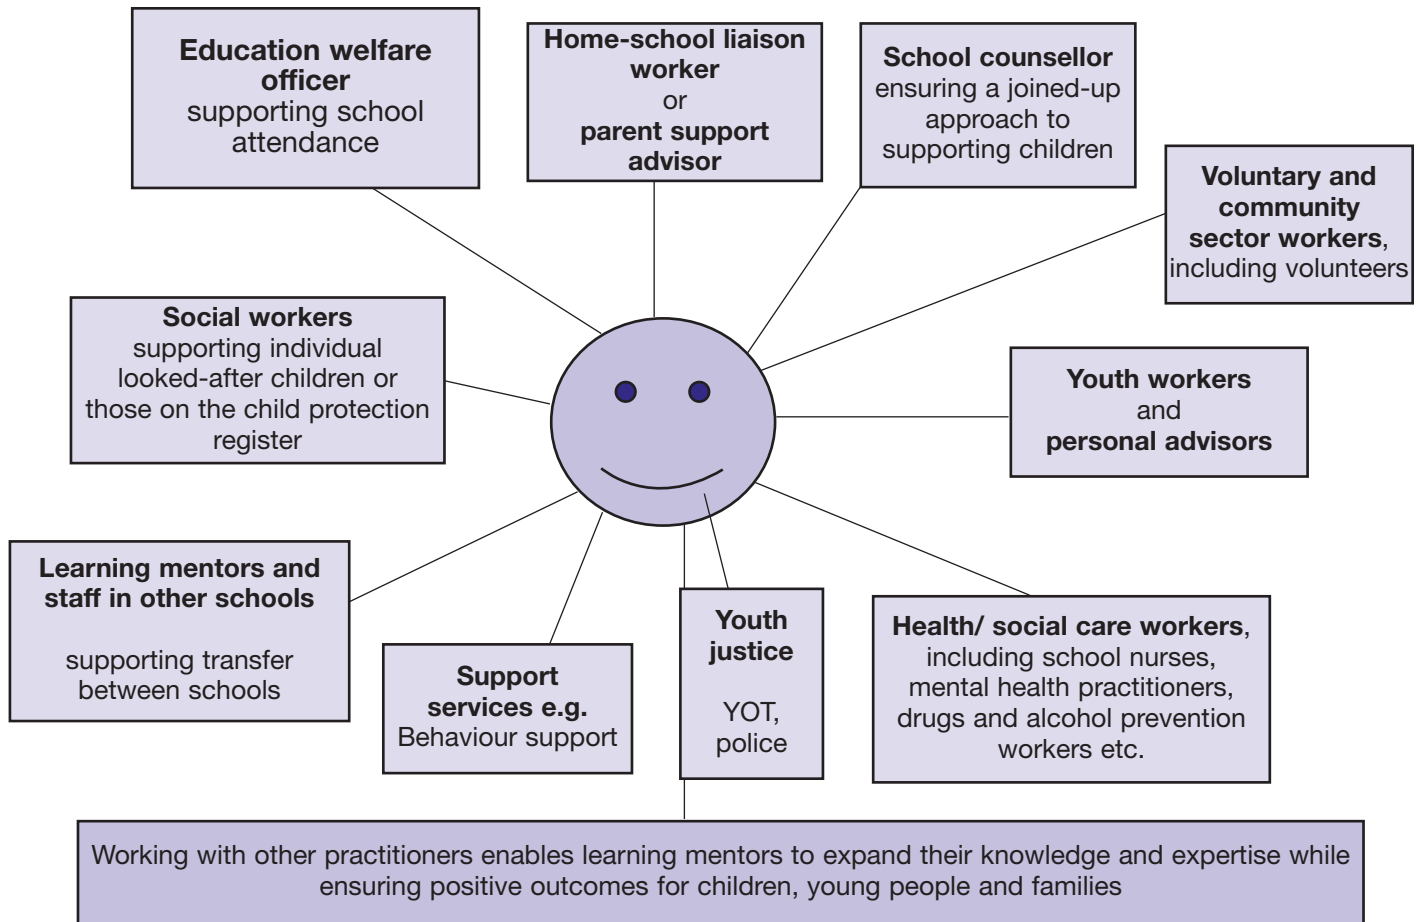 Education welfare
officer
supporting school
attendance
Home-school liaison
worker
or
parent support
advisor
School counsellor
ensuring a joined-up
approach to
supporting children
Voluntary and
community
sector workers,
including volunteers
Social workers
supporting individual
looked-after children or
those on the child protection
register
Youth workers
and
personal advisors
Learning mentors and
staff in other schools
supporting transfer
between schools
Support
services e.g.
Behaviour support
Youth
justice
YOT,
police
Health/ social care workers,
including school nurses,
mental health practitioners,
drugs and alcohol prevention
workers etc.
Working with other practitioners enables learning mentors to expand their knowledge and expertise while
ensuring positive outcomes for children, young people and families